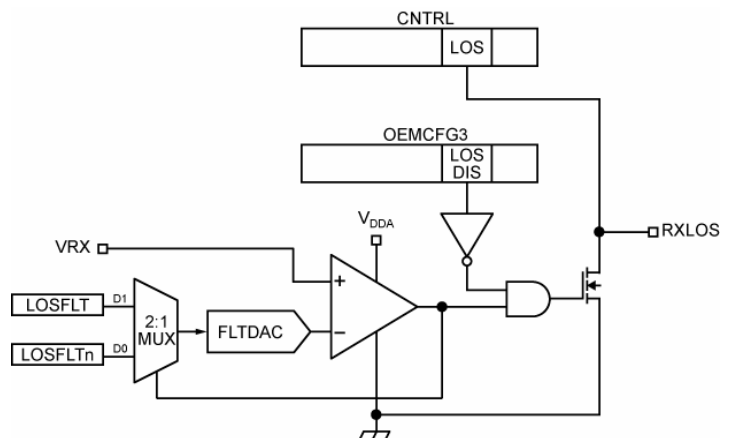 CNTRL
LOS
OEMCFG3
LOS
DIS
VDDA
VRX
RXLOS
+
LOSFLT
D1
2:1
MUX
FLTDAC
−
LOSFLTn
D0